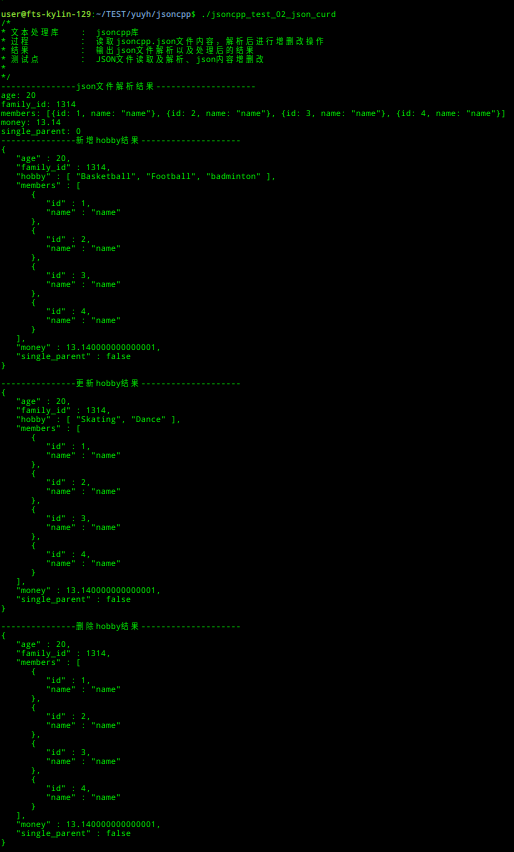 user@fts-kylin-129:~/TEST/yuyh/jsoncpp$ ./jsoncpp_test_02_json_curd
/*
* 文本处理库 : jsoncpp库
* 过程 : 读取jsoncpp.json文件内容，解析后进行增删改操作
* 结果 : 输出json文件解析以及处理后的结果
* 测试点 : JSON文件读取及解析、json内容增删改
*
*/
---------------json文件解析结果--------------------
age: 20
family_id: 1314
members: [{id: 1, name: "name"}, {id: 2, name: "name"}, {id: 3, name: "name"}, {id: 4, name: "name"}]
money: 13.14
single_parent: 0
---------------新增hobby结果--------------------
{
   "age" : 20,
   "family_id" : 1314,
   "hobby" : [ "Basketball", "Football", "badminton" ],
   "members" : [
      {
         "id" : 1,
         "name" : "name"
      },
      {
         "id" : 2,
         "name" : "name"
      },
      {
         "id" : 3,
         "name" : "name"
      },
      {
         "id" : 4,
         "name" : "name"
      }
   ],
   "money" : 13.140000000000001,
   "single_parent" : false
}
---------------更新hobby结果--------------------
{
   "age" : 20,
   "family_id" : 1314,
   "hobby" : [ "Skating", "Dance" ],
   "members" : [
      {
         "id" : 1,
         "name" : "name"
      },
      {
         "id" : 2,
         "name" : "name"
      },
      {
         "id" : 3,
         "name" : "name"
      },
      {
         "id" : 4,
         "name" : "name"
      }
   ],
   "money" : 13.140000000000001,
   "single_parent" : false
}
---------------删除hobby结果--------------------
{
   "age" : 20,
   "family_id" : 1314,
   "members" : [
      {
         "id" : 1,
         "name" : "name"
      },
      {
         "id" : 2,
         "name" : "name"
      },
      {
         "id" : 3,
         "name" : "name"
      },
      {
         "id" : 4,
         "name" : "name"
      }
   ],
   "money" : 13.140000000000001,
   "single_parent" : false
}